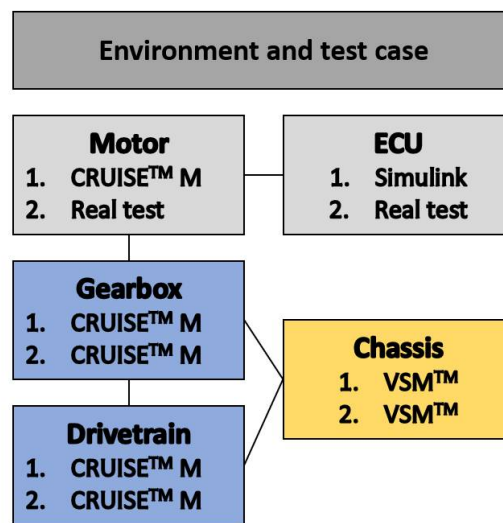 Environment and test case
Motor
1. CRUISE™ M
2. Real test
ECU
1. Simulink
2. Real test
Gearbox
1. CRUISE™ M
2. CRUISE™ M
Chassis
1. VSM™
2. VSM™
Drivetrain
1. CRUISE™ M
2. CRUISE™ M